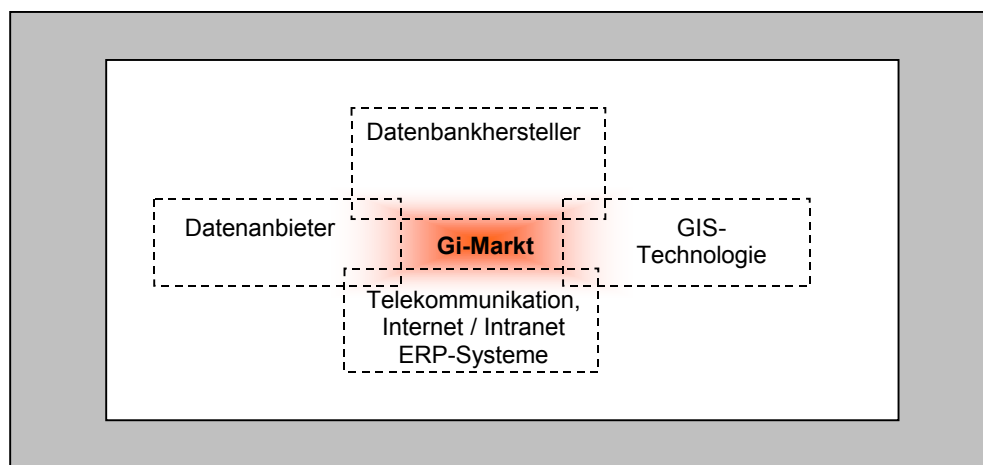 Datenbankhersteller
Datenanbieter
Gi-Markt
GIS-
Technologie
Telekommunikation,
Internet / Intranet
ERP-Systeme